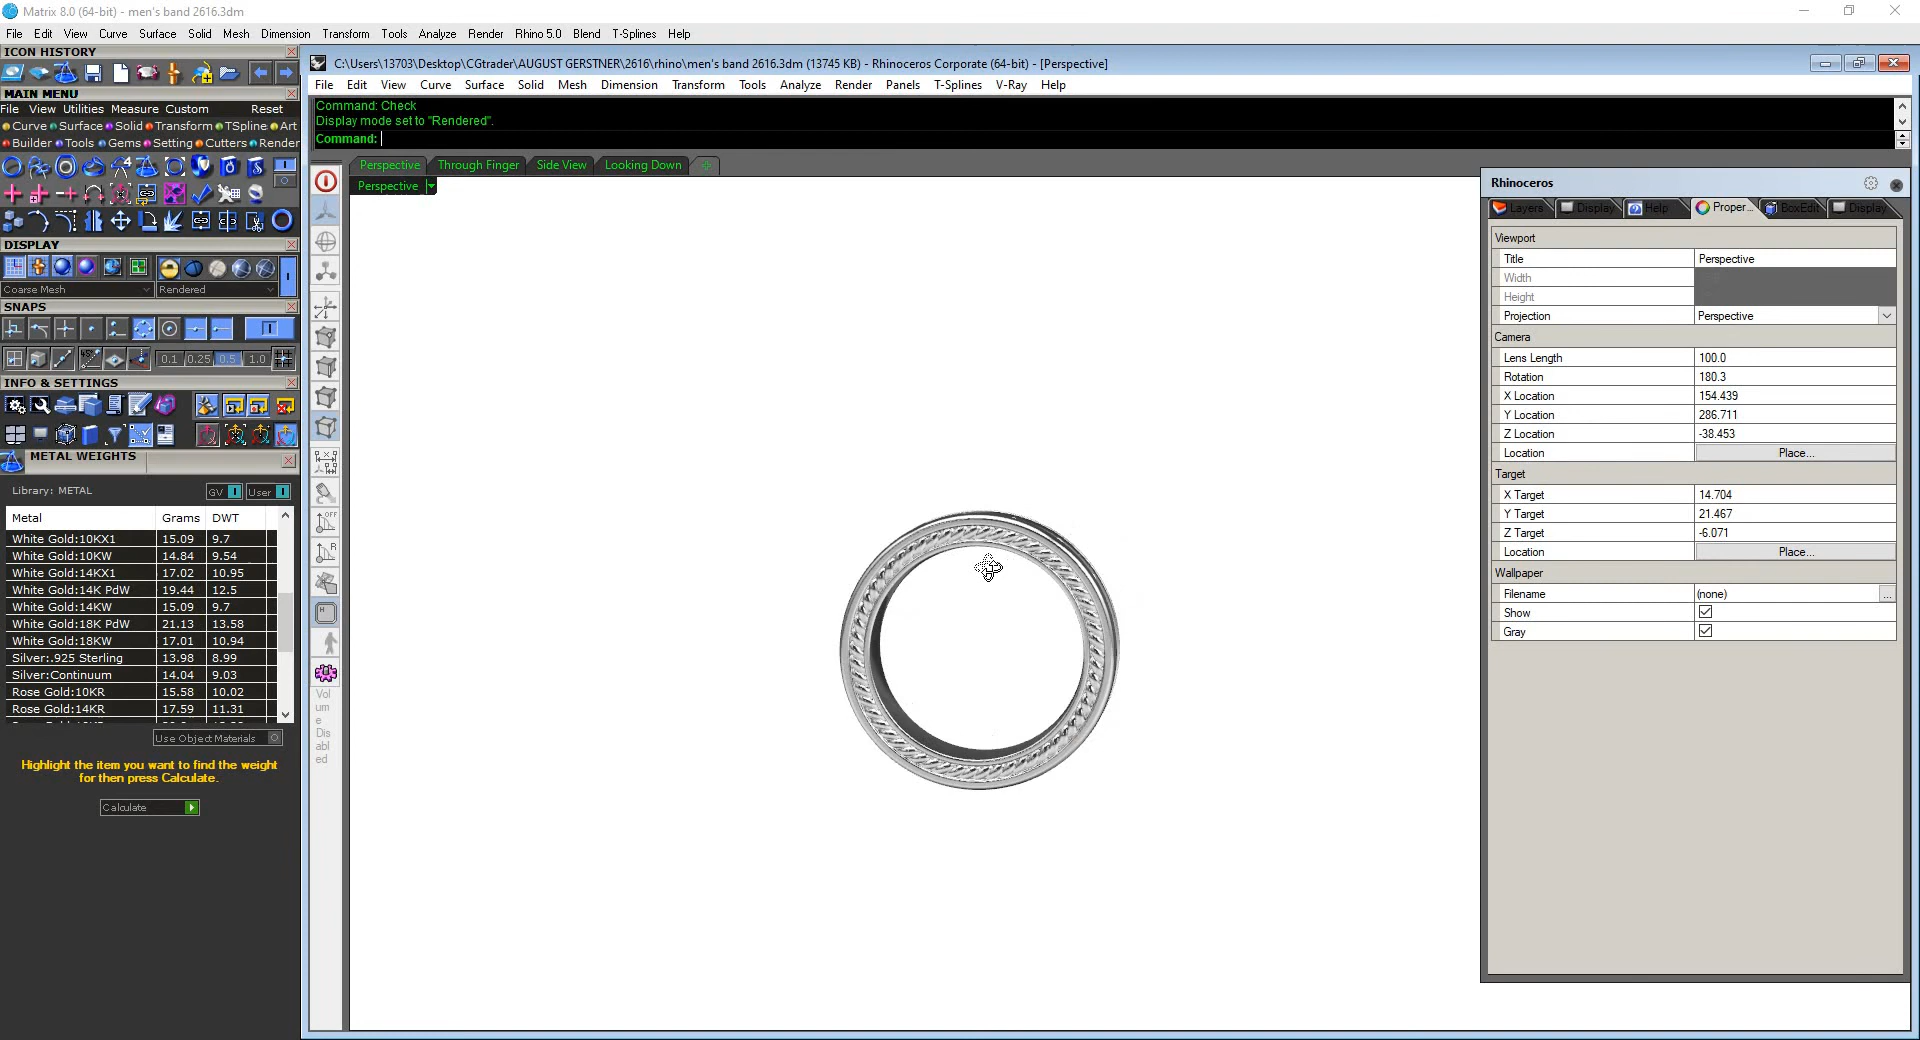 Matrix 8.0 (64-bit) - men's band 2616.3dm
File Edit View Curve Surface Solid Mesh Dimension Transform Tools Analyze Render Rhino 5.0 Blend T-Splines Help
ICON HISTORY
MAIN MENU
File View Utilities Measure Custom Reset
Curve Surface Solid Transform TSpline Art
Builder Tools Gems Setting Cutters Render
DISPLAY
Coarse Mesh Rendered
SNAPS
0.1 0.25 0.5 1.0
INFO & SETTINGS
METAL WEIGHTS
Library: METAL GV User
Metal Grams DWT
White Gold:10KX1 15.09 9.7
White Gold:10KW 14.84 9.54
White Gold:14KX1 17.02 10.95
White Gold:14K PdW 19.44 12.5
White Gold:14KW 15.09 9.7
White Gold:18K PdW 21.13 13.58
White Gold:18KW 17.01 10.94
Silver:.925 Sterling 13.98 8.99
Silver:Continuum 14.04 9.03
Rose Gold:10KR 15.58 10.02
Rose Gold:14KR 17.59 11.31
Use Object Materials
Highlight the item you want to find the weight
for then press Calculate.
Calculate
C:\Users\13703\Desktop\CGtrader\AUGUST GERSTNER\2616\rhino\men's band 2616.3dm (13745 KB) - Rhinoceros Corporate (64-bit) - [Perspective]
File Edit View Curve Surface Solid Mesh Dimension Transform Tools Analyze Render Panels T-Splines V-Ray Help
Command: Check
Display mode set to "Rendered".
Command:
Perspective Through Finger Side View Looking Down
Perspective
OFF
R
H
Vol
um
e
Dis
abl
ed
Rhinoceros
Layers Display Help Proper... BoxEdit Display
Viewport
Title Perspective
Width
Height
Projection Perspective
Camera
Lens Length 100.0
Rotation 180.3
X Location 154.439
Y Location 286.711
Z Location -38.453
Location Place...
Target
X Target 14.704
Y Target 21.467
Z Target -6.071
Location Place...
Wallpaper
Filename (none) ...
Show
Gray